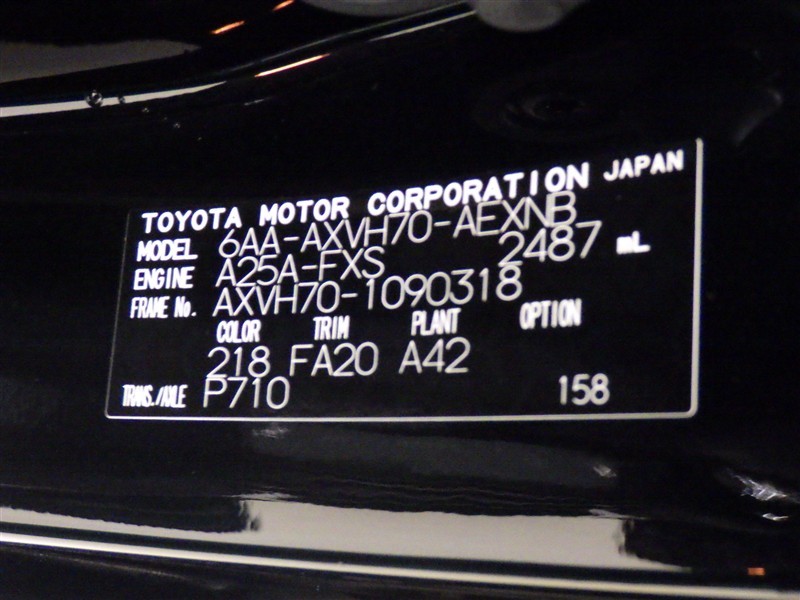 TOYOTA MOTOR CORPORATION JAPAN
MODEL 6AA-AXVH70-AEXNB
ENGINE A25A-FXS 2487 mL
FRAME No. AXVH70-1090318
COLOR TRIM PLANT OPTION
218 FA20 A42
TRANS./AXLE P710 158